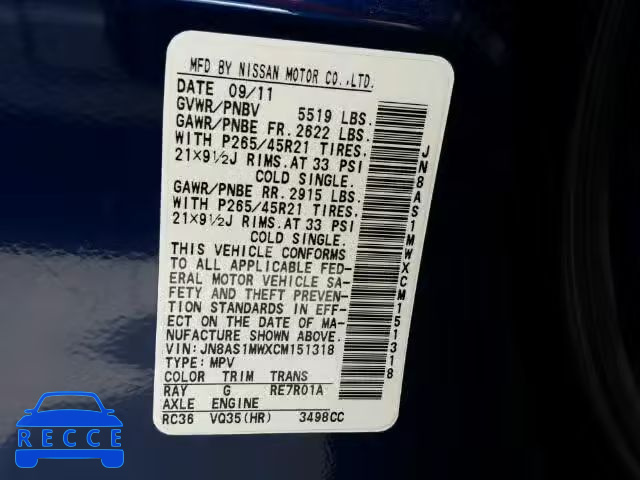 MFD BY NISSAN MOTOR CO.,LTD.
DATE 09/11
GVWR/PNBV 5519 LBS.
GAWR/PNBE FR. 2622 LBS.
WITH P265/45R21 TIRES.
21X9½J RIMS.AT 33 PSI
COLD SINGLE.
GAWR/PNBE RR. 2915 LBS.
WITH P265/45R21 TIRES.
21X9½J RIMS.AT 33 PSI
COLD SINGLE.
THIS VEHICLE CONFORMS
TO ALL APPLICABLE FED-
ERAL MOTOR VEHICLE SA-
FETY AND THEFT PREVEN-
TION STANDARDS IN EFF-
ECT ON THE DATE OF MA-
NUFACTURE SHOWN ABOVE.
VIN: JN8AS1MWXCM151318
TYPE: MPV
COLOR TRIM TRANS
RAY G RE7R01A
AXLE ENGINE
RC36 VQ35(HR) 3498CC
JN8AS1MWXCM151318
RECCE